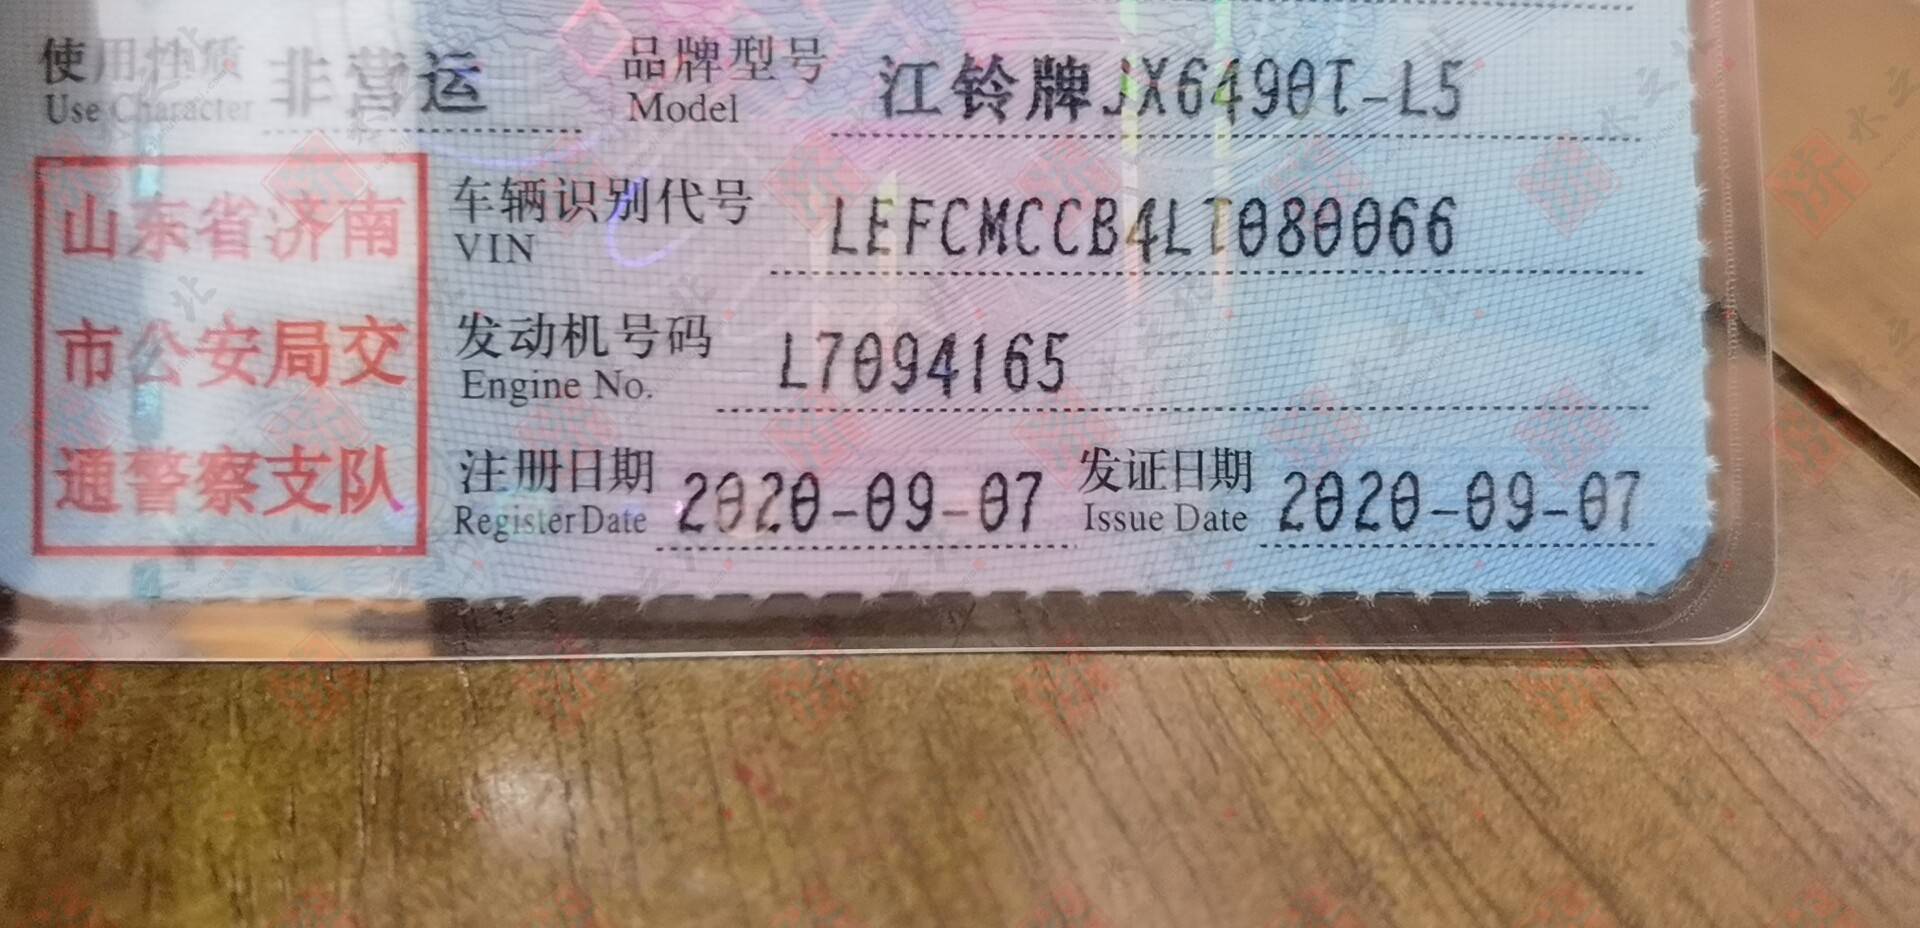 使用性质 非营运 品牌型号 江铃牌JX6490T-L5
Use Character Model
山东省济南
市公安局交
通警察支队
车辆识别代号 LEFCMCCB4LT080066
VIN
发动机号码 L7094165
Engine No.
注册日期 2020-09-07 发证日期 2020-09-07
Register Date Issue Date